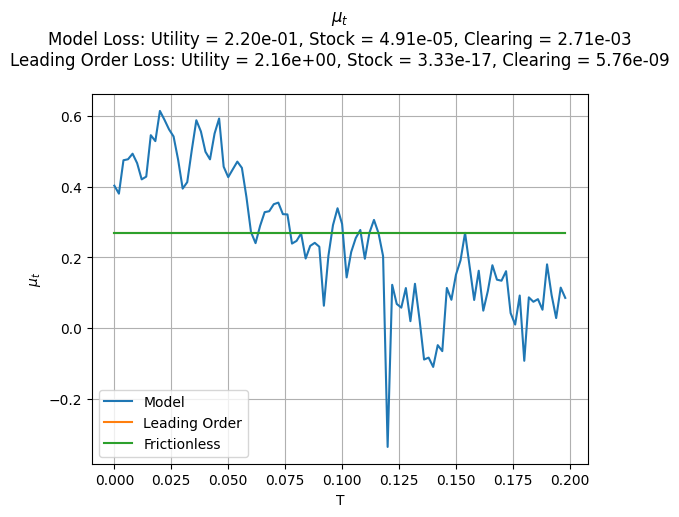 μt
Model Loss: Utility = 2.20e-01, Stock = 4.91e-05, Clearing = 2.71e-03
Leading Order Loss: Utility = 2.16e+00, Stock = 3.33e-17, Clearing = 5.76e-09
0.6
0.4
0.2
0.0
−0.2
μt
Model
Leading Order
Frictionless
0.000 0.025 0.050 0.075 0.100 0.125 0.150 0.175 0.200
T